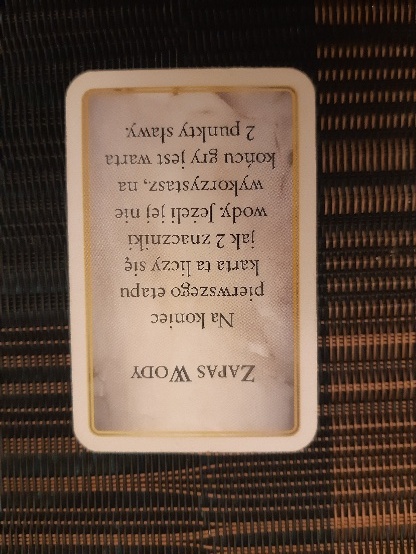 ZAPAS WODY
Na koniec
pierwszego etapu
karta ta liczy się
jak 2 znaczniki
wody. Jeżeli jej nie
wykorzystasz, na
końcu gry jest warta
2 punkty sławy.